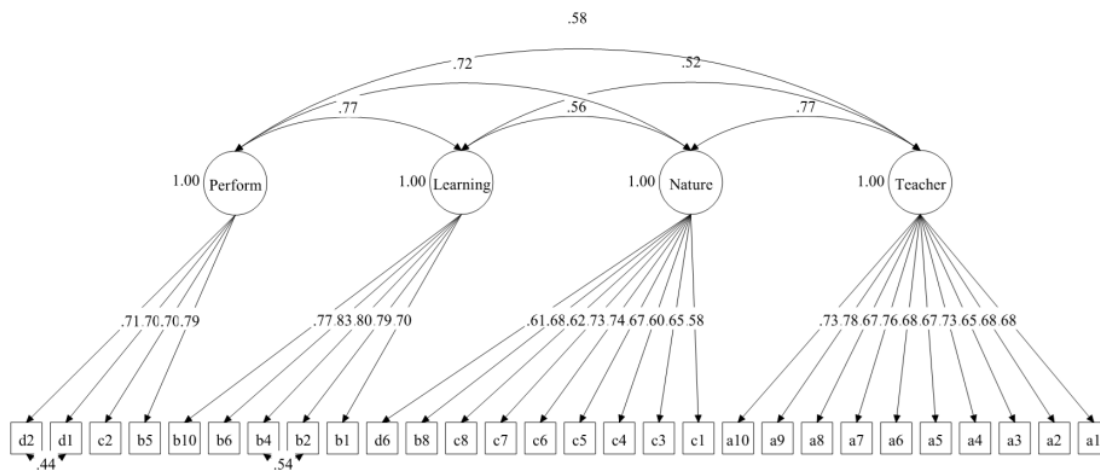 .58
.72 .52
.77 .56 .77
1.00 Perform 1.00 Learning 1.00 Nature 1.00 Teacher
.71 .70 .70 .79 .77 .83 .80 .79 .70 .61 .68 .62 .73 .74 .67 .60 .65 .58 .73 .78 .67 .76 .68 .67 .73 .65 .68 .68
d2 d1 c2 b5 b10 b6 b4 b2 b1 d6 b8 c8 c7 c6 c5 c4 c3 c1 a10 a9 a8 a7 a6 a5 a4 a3 a2 a1
.44 .54